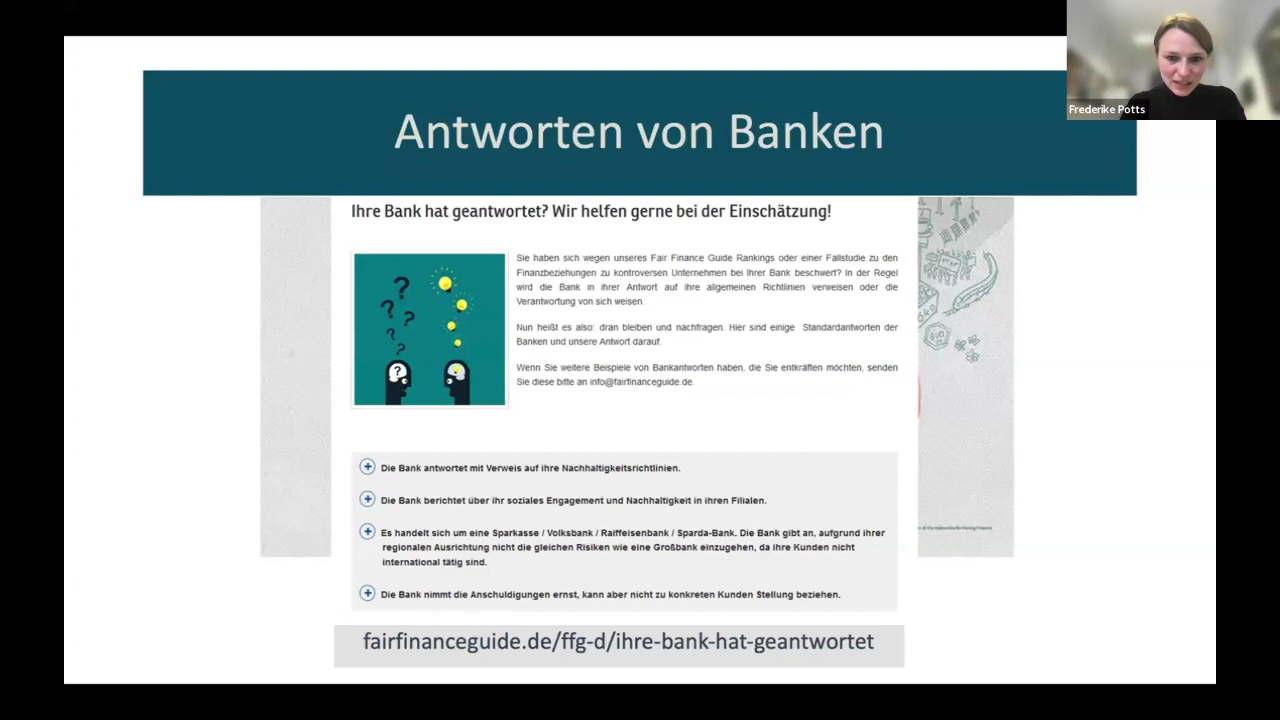 Frederike Potts
Antworten von Banken
Ihre Bank hat geantwortet? Wir helfen gerne bei der Einschätzung!
Sie haben sich wegen unseres Fair Finance Guide Rankings oder einer Fallstudie zu den
Finanzbeziehungen zu kontroversen Unternehmen bei Ihrer Bank beschwert? In der Regel
wird die Bank in ihrer Antwort auf ihre allgemeinen Richtlinien verweisen oder die
Verantwortung von sich weisen.
Nun heißt es also: dran bleiben und nachfragen. Hier sind einige Standardantworten der
Banken und unsere Antwort darauf.
Wenn Sie weitere Beispiele von Bankantworten haben, die Sie entkräften möchten, senden
Sie diese bitte an info@fairfinanceguide.de.
Die Bank antwortet mit Verweis auf ihre Nachhaltigkeitsrichtlinien.
Die Bank berichtet über ihr soziales Engagement und Nachhaltigkeit in ihren Filialen.
Es handelt sich um eine Sparkasse / Volksbank / Raiffeisenbank / Sparda-Bank. Die Bank gibt an, aufgrund ihrer
regionalen Ausrichtung nicht die gleichen Risiken wie eine Großbank einzugehen, da ihre Kunden nicht
international tätig sind.
Die Bank nimmt die Anschuldigungen ernst, kann aber nicht zu konkreten Kunden Stellung beziehen.
fairfinanceguide.de/ffg-d/ihre-bank-hat-geantwortet